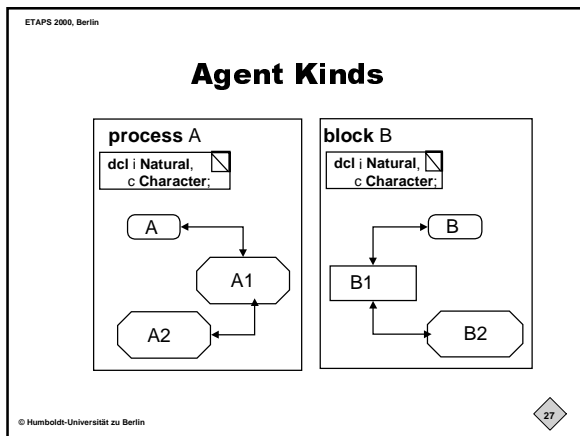 ETAPS 2000, Berlin
Agent Kinds
process A
dcl i Natural,
c Character;
A
A1
A2
block B
dcl i Natural,
c Character;
B
B1
B2
© Humboldt-Universität zu Berlin
27